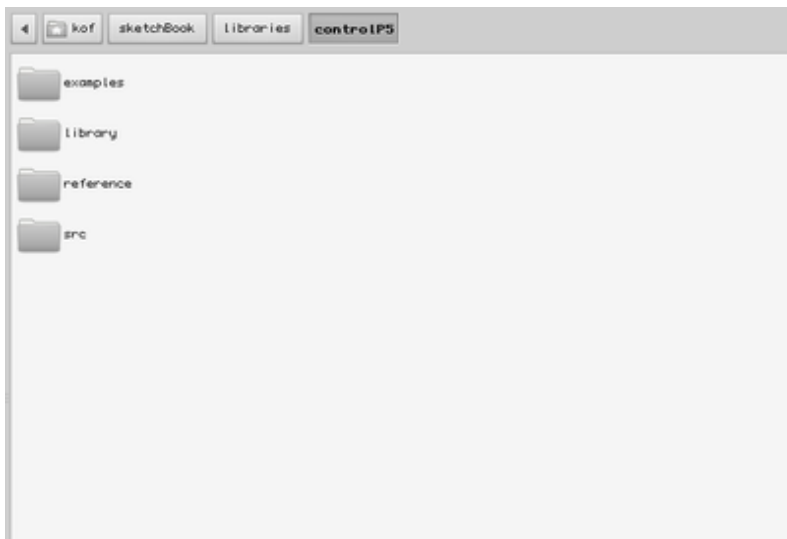 kof sketchBook libraries controlP5
examples
library
reference
src